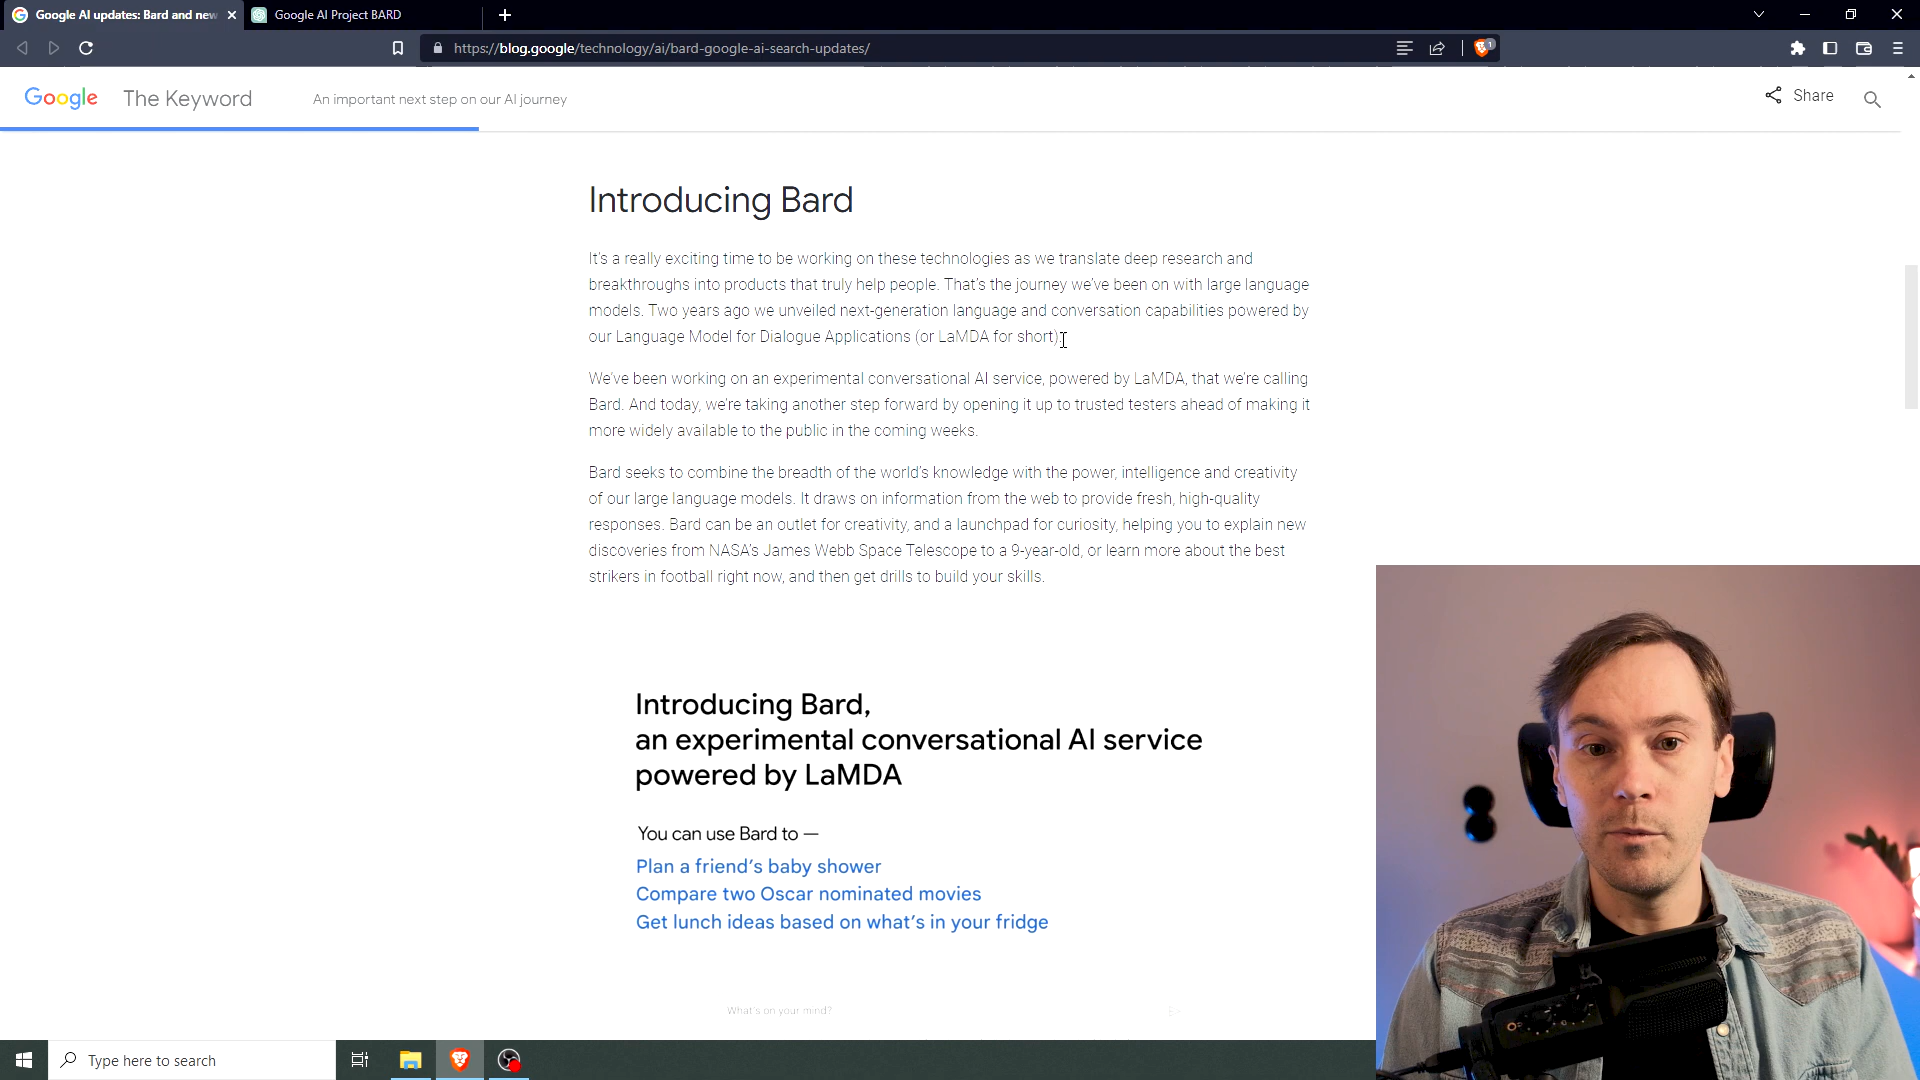 Google AI updates: Bard and new
Google AI Project BARD
https://blog.google/technology/ai/bard-google-ai-search-updates/
1
Google The Keyword An important next step on our AI journey
Share
Introducing Bard
It's a really exciting time to be working on these technologies as we translate deep research and
breakthroughs into products that truly help people. That's the journey we've been on with large language
models. Two years ago we unveiled next-generation language and conversation capabilities powered by
our Language Model for Dialogue Applications (or LaMDA for short).
We've been working on an experimental conversational AI service, powered by LaMDA, that we're calling
Bard. And today, we're taking another step forward by opening it up to trusted testers ahead of making it
more widely available to the public in the coming weeks.
Bard seeks to combine the breadth of the world's knowledge with the power, intelligence and creativity
of our large language models. It draws on information from the web to provide fresh, high-quality
responses. Bard can be an outlet for creativity, and a launchpad for curiosity, helping you to explain new
discoveries from NASA's James Webb Space Telescope to a 9-year-old, or learn more about the best
strikers in football right now, and then get drills to build your skills.
Introducing Bard,
an experimental conversational AI service
powered by LaMDA
You can use Bard to —
Plan a friend's baby shower
Compare two Oscar nominated movies
Get lunch ideas based on what's in your fridge
What's on your mind?
Type here to search